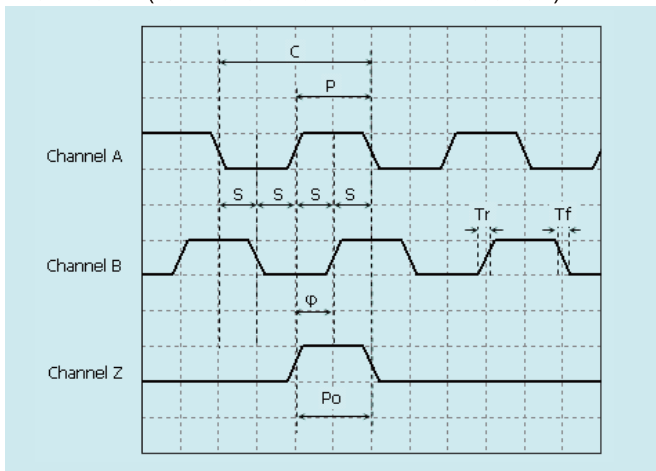 C
P
Channel A
S S S S
Tr Tf
Channel B
φ
Channel Z
Po